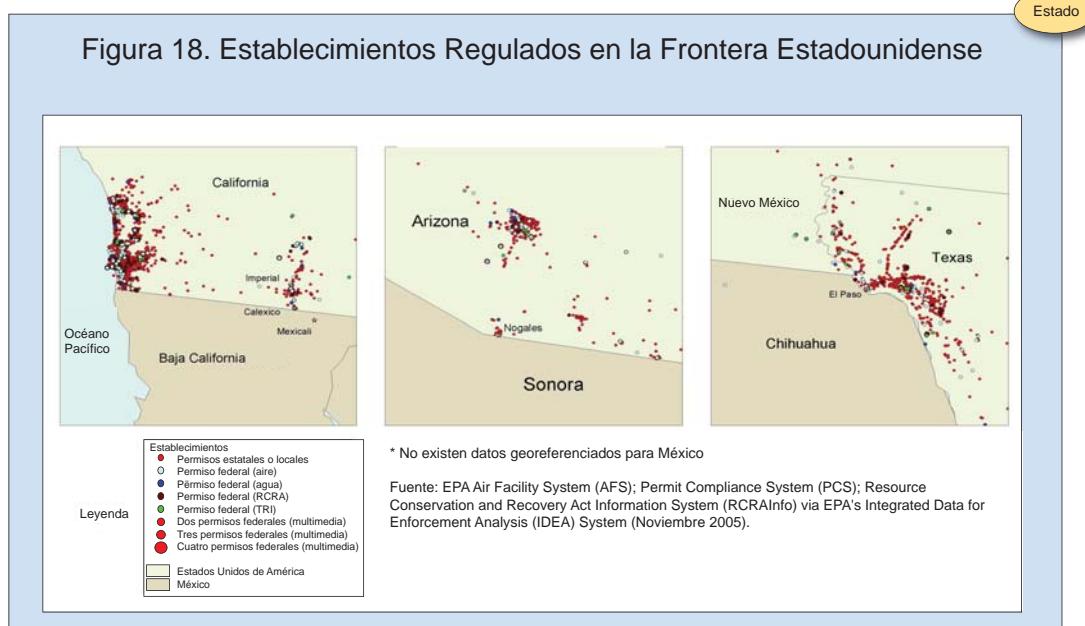 Estado
Figura 18. Establecimientos Regulados en la Frontera Estadounidense
California
Imperial
Calexico
Mexicali
Océano
Pacífico
Baja California
Arizona
Nogales
Sonora
Nuevo México
Texas
El Paso
Chihuahua
Leyenda
Establecimientos
Permisos estatales o locales
Permiso federal (aire)
Përmiso federal (agua)
Permiso federal (RCRA)
Permiso federal (TRI)
Dos permisos federales (multimedia)
Tres permisos federales (multimedia)
Cuatro permisos federales (multimedia)
Estados Unidos de América
México
* No existen datos georeferenciados para México
Fuente: EPA Air Facility System (AFS); Permit Compliance System (PCS); Resource
Conservation and Recovery Act Information System (RCRAInfo) via EPA's Integrated Data for
Enforcement Analysis (IDEA) System (Noviembre 2005).